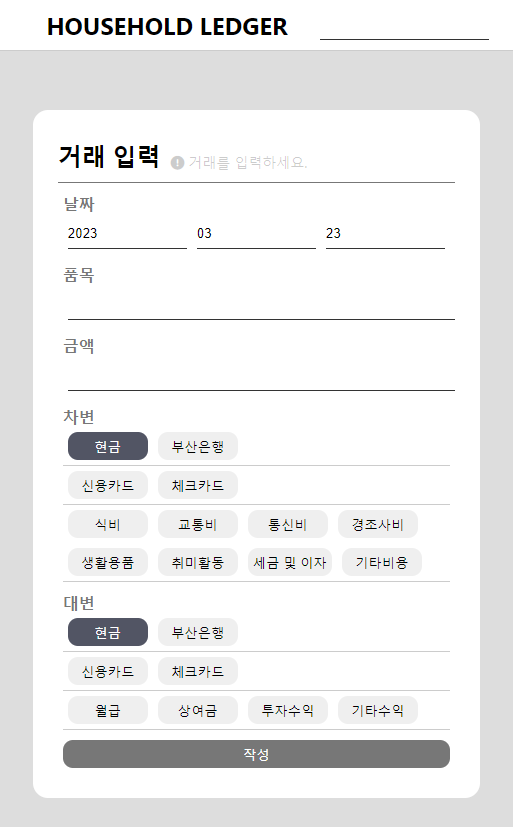 HOUSEHOLD LEDGER
거래 입력 거래를 입력하세요.
날짜
2023 03 23
품목
금액
차변
현금 부산은행
신용카드 체크카드
식비 교통비 통신비 경조사비
생활용품 취미활동 세금 및 이자 기타비용
대변
현금 부산은행
신용카드 체크카드
월급 상여금 투자수익 기타수익
작성